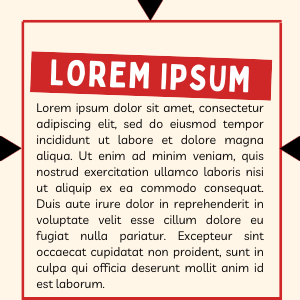 LOREM IPSUM
Lorem ipsum dolor sit amet, consectetur
adipiscing elit, sed do eiusmod tempor
incididunt ut labore et dolore magna
aliqua. Ut enim ad minim veniam, quis
nostrud exercitation ullamco laboris nisi
ut aliquip ex ea commodo consequat.
Duis aute irure dolor in reprehenderit in
voluptate velit esse cillum dolore eu
fugiat nulla pariatur. Excepteur sint
occaecat cupidatat non proident, sunt in
culpa qui officia deserunt mollit anim id
est laborum.